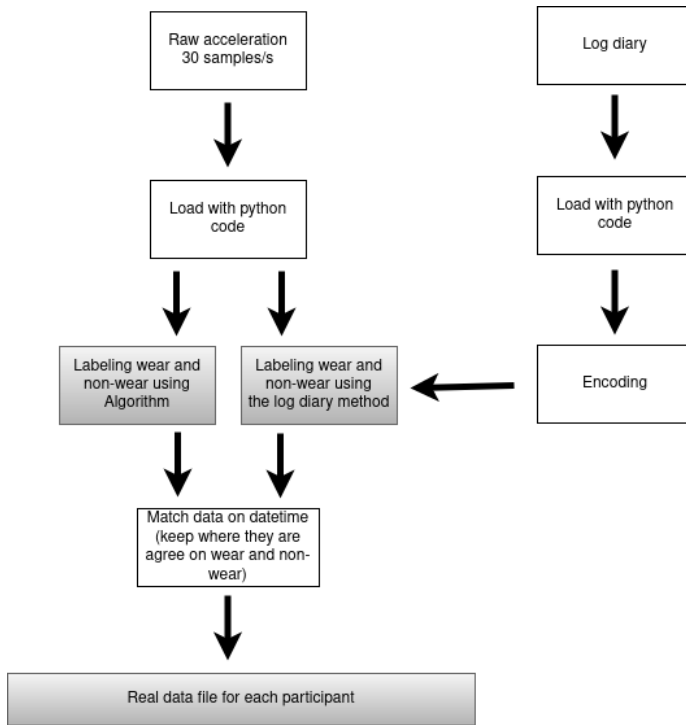 Raw acceleration
30 samples/s
Log diary
Load with python
code
Load with python
code
Labeling wear and
non-wear using
Algorithm
Labeling wear and
non-wear using
the log diary method
Encoding
Match data on datetime
(keep where they are
agree on wear and non-
wear)
Real data file for each participant